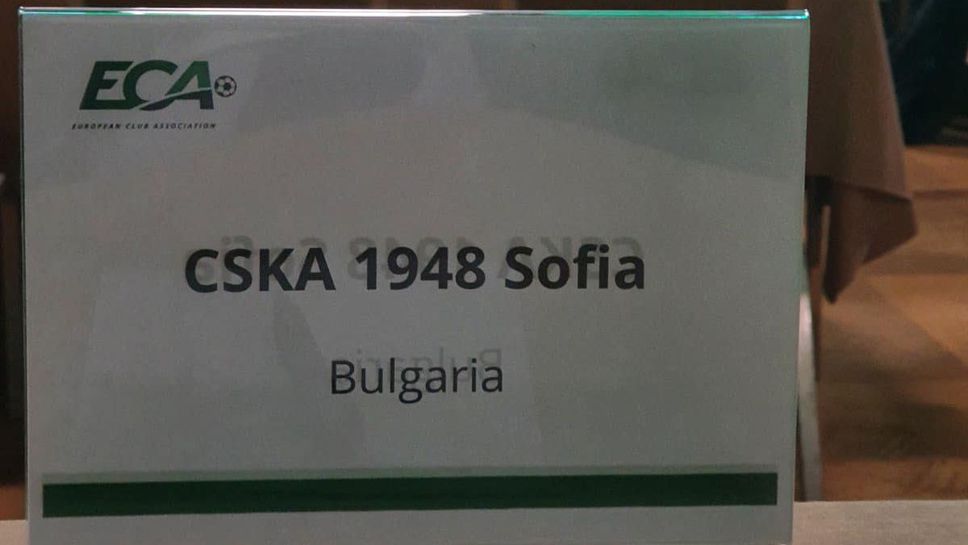 ECA
EUROPEAN CLUB ASSOCIATION
CSKA 1948 Sofia
Bulgaria